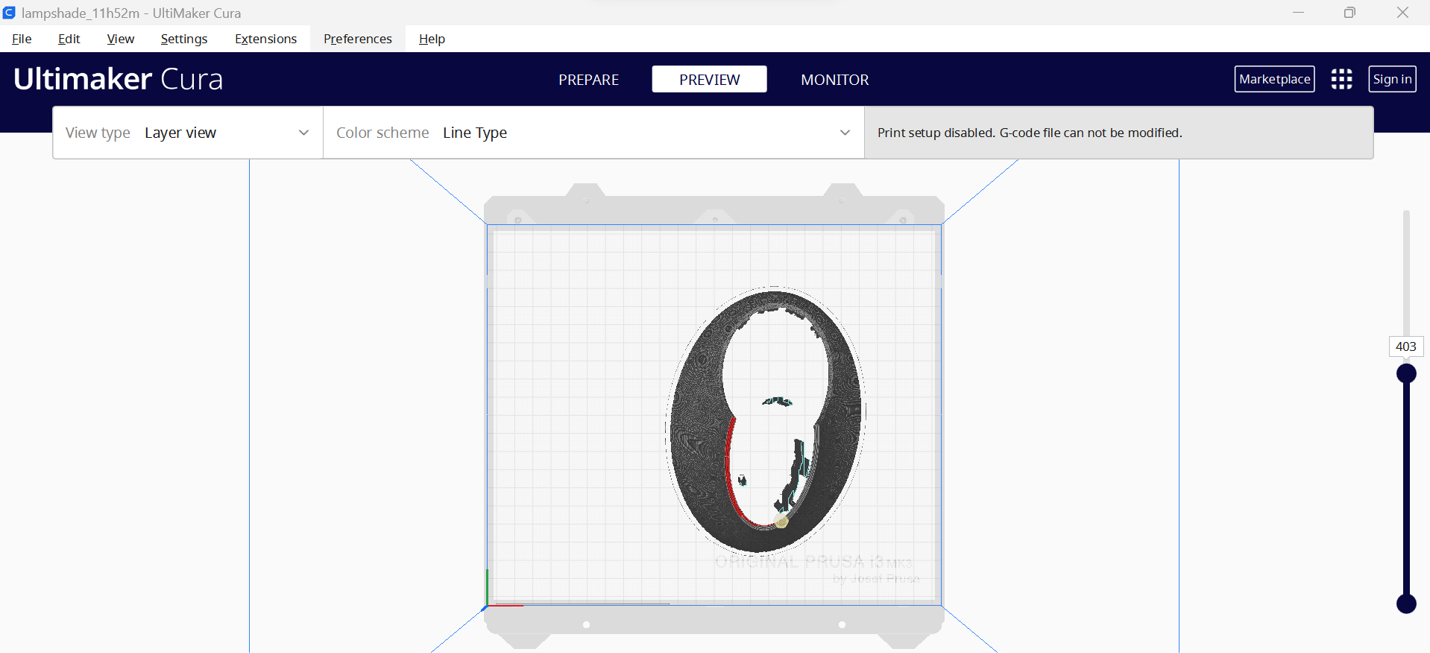 lampshade_11h52m - UltiMaker Cura
File Edit View Settings Extensions Preferences Help
Ultimaker Cura PREPARE PREVIEW MONITOR Marketplace Sign in
View type Layer view Color scheme Line Type Print setup disabled. G-code file can not be modified.
403
ORIGINAL PRUSA i3 MK3
by Josef Prusa